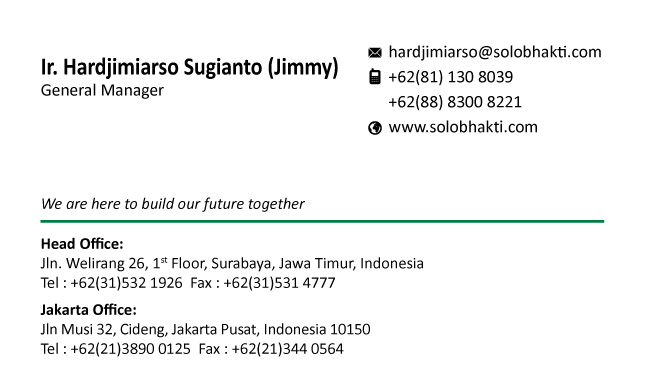 Ir. Hardjimiarso Sugianto (Jimmy)
General Manager
hardjimiarso@solobhakti.com
+62(81) 130 8039
+62(88) 8300 8221
www.solobhakti.com
We are here to build our future together
Head Office:
Jln. Welirang 26, 1st Floor, Surabaya, Jawa Timur, Indonesia
Tel : +62(31)532 1926 Fax : +62(31)531 4777
Jakarta Office:
Jln Musi 32, Cideng, Jakarta Pusat, Indonesia 10150
Tel : +62(21)3890 0125 Fax : +62(21)344 0564